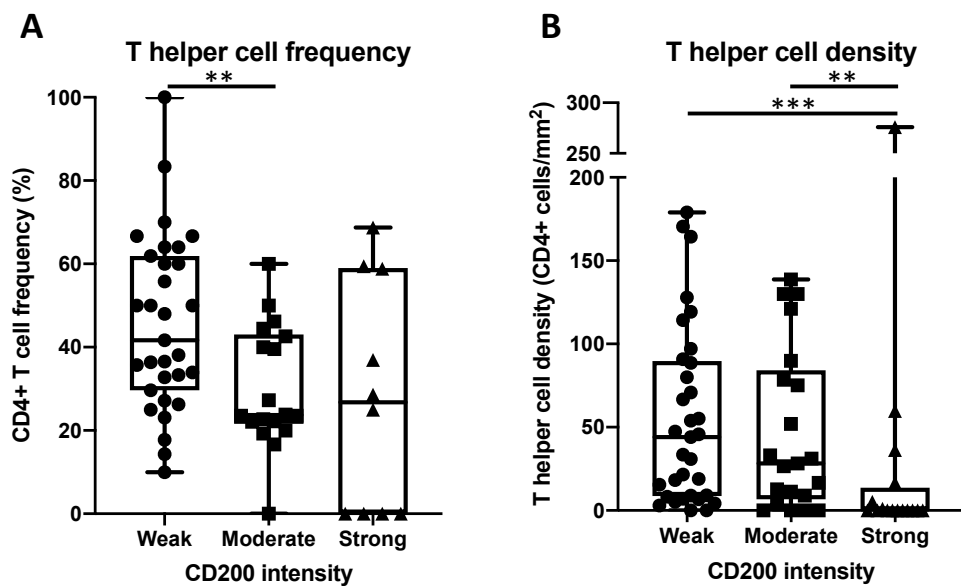 A
T helper cell frequency
**
CD4+ T cell frequency (%)
100
80
60
40
20
0
Weak
Moderate
Strong
CD200 intensity
B
T helper cell density
**
***
T helper cell density (CD4+ cells/mm²)
300
250
200
150
100
50
0
Weak
Moderate
Strong
CD200 intensity